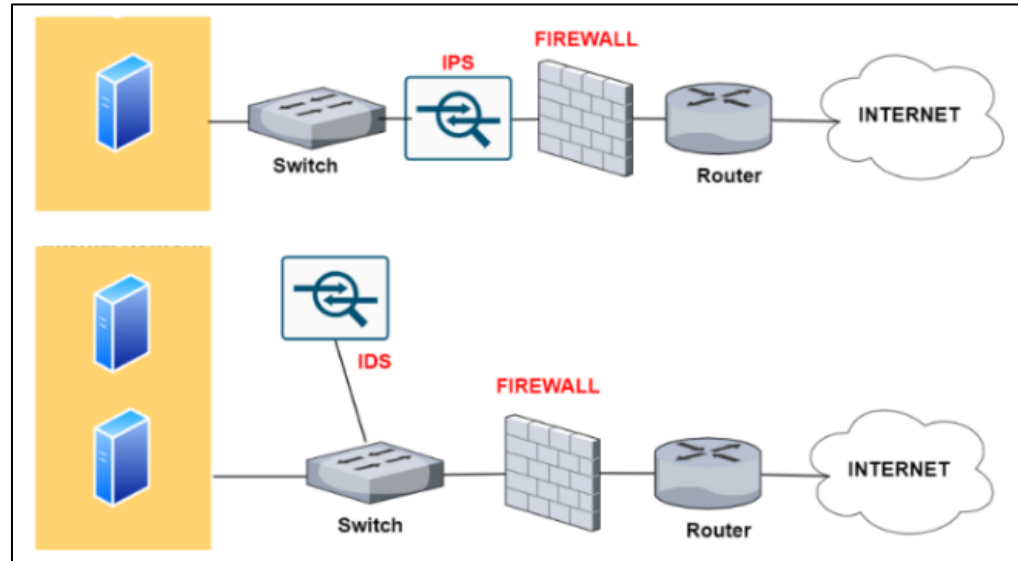 FIREWALL
IPS
INTERNET
Switch
Router
IDS
FIREWALL
INTERNET
Switch
Router